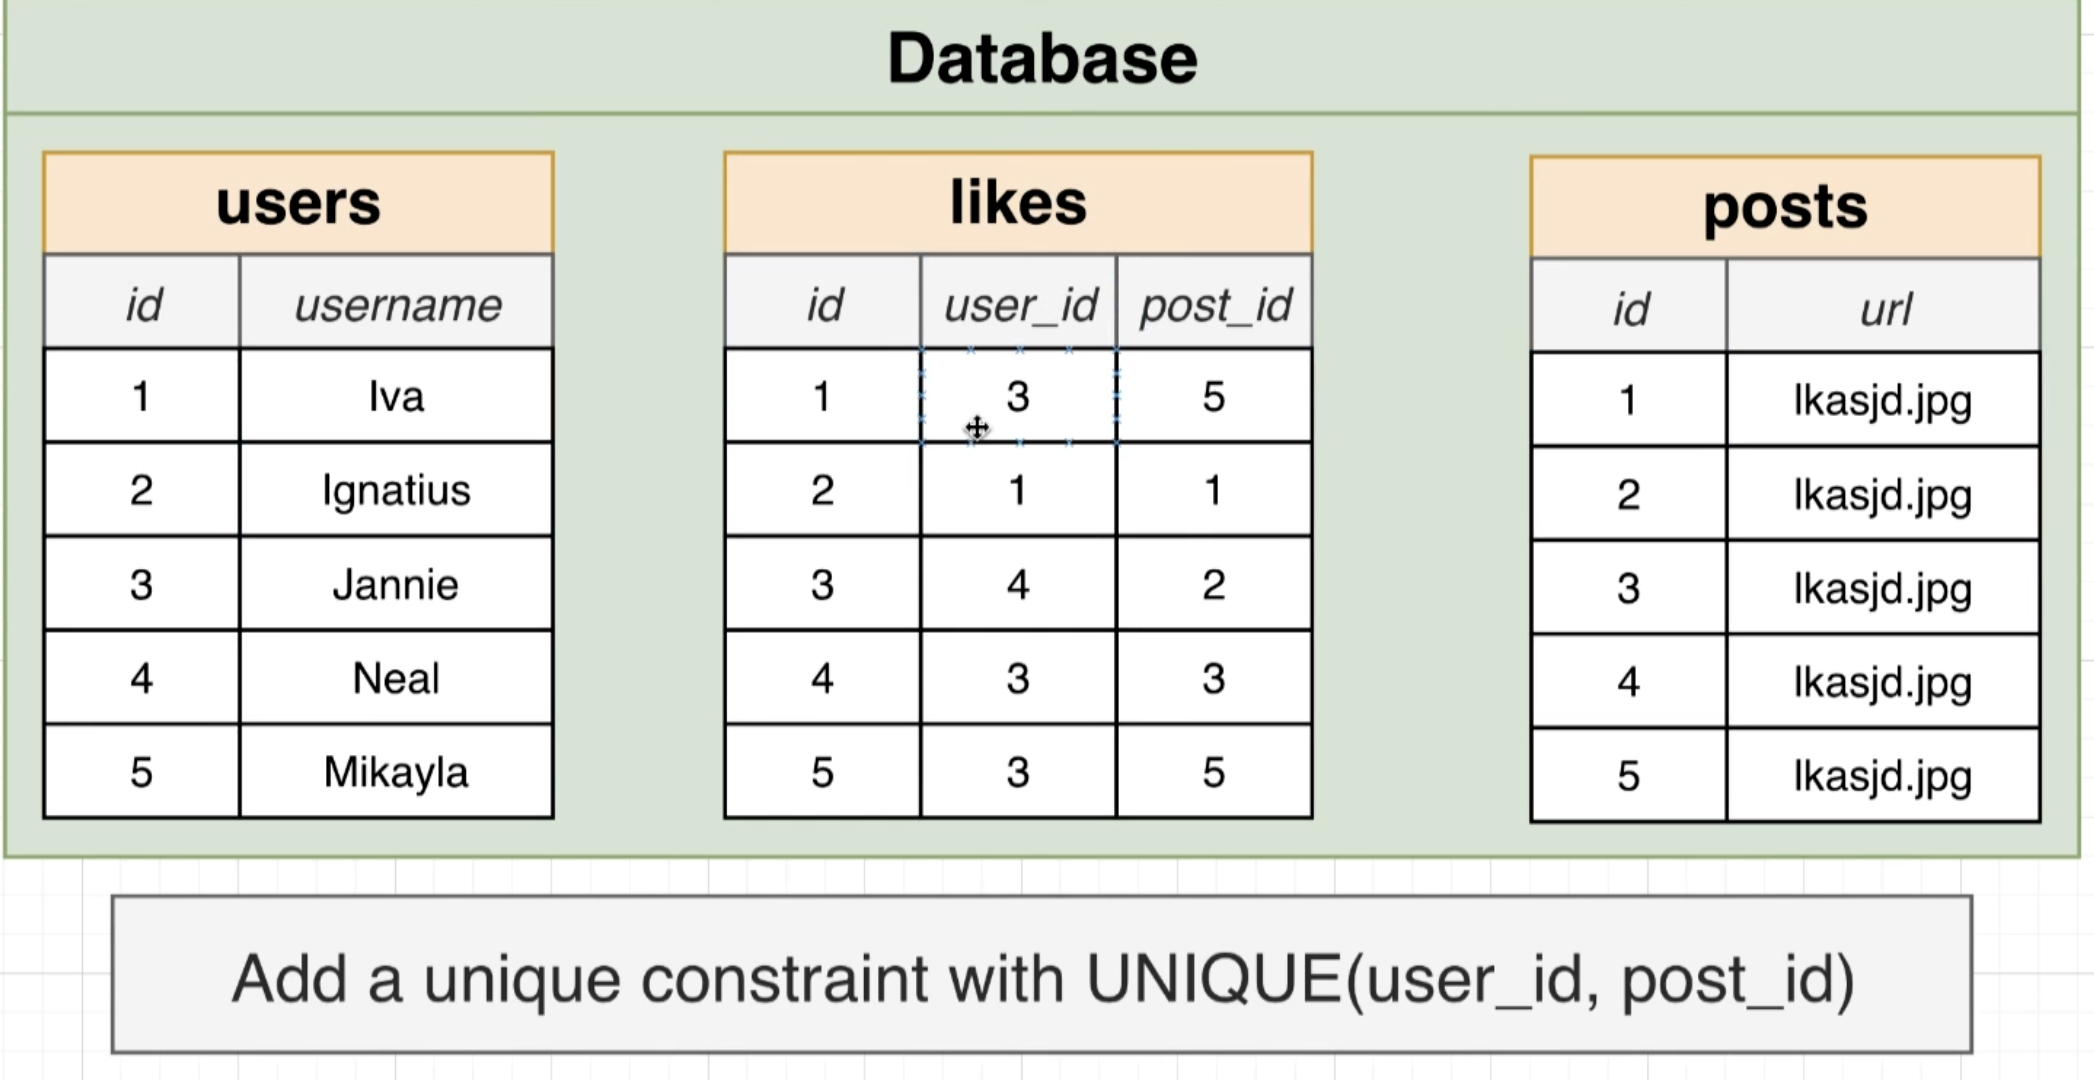 Database
users
id username
1 Iva
2 Ignatius
3 Jannie
4 Neal
5 Mikayla
likes
id user_id post_id
1 3 5
2 1 1
3 4 2
4 3 3
5 3 5
posts
id url
1 lkasjd.jpg
2 lkasjd.jpg
3 lkasjd.jpg
4 lkasjd.jpg
5 lkasjd.jpg
Add a unique constraint with UNIQUE(user_id, post_id)